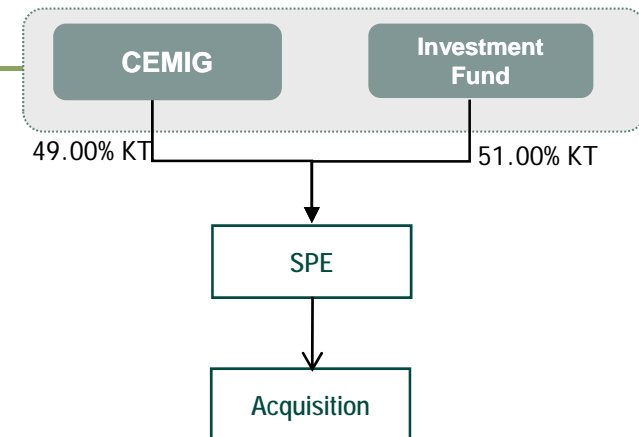 CEMIG
Investment
Fund
49.00% KT
51.00% KT
SPE
Acquisition